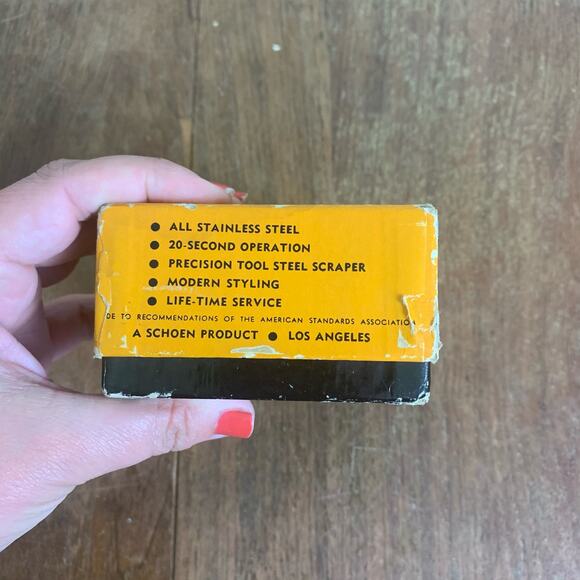 ● ALL STAINLESS STEEL
● 20-SECOND OPERATION
● PRECISION TOOL STEEL SCRAPER
● MODERN STYLING
● LIFE-TIME SERVICE
DE TO RECOMMENDATIONS OF THE AMERICAN STANDARDS ASSOCIATION
A SCHOEN PRODUCT ● LOS ANGELES